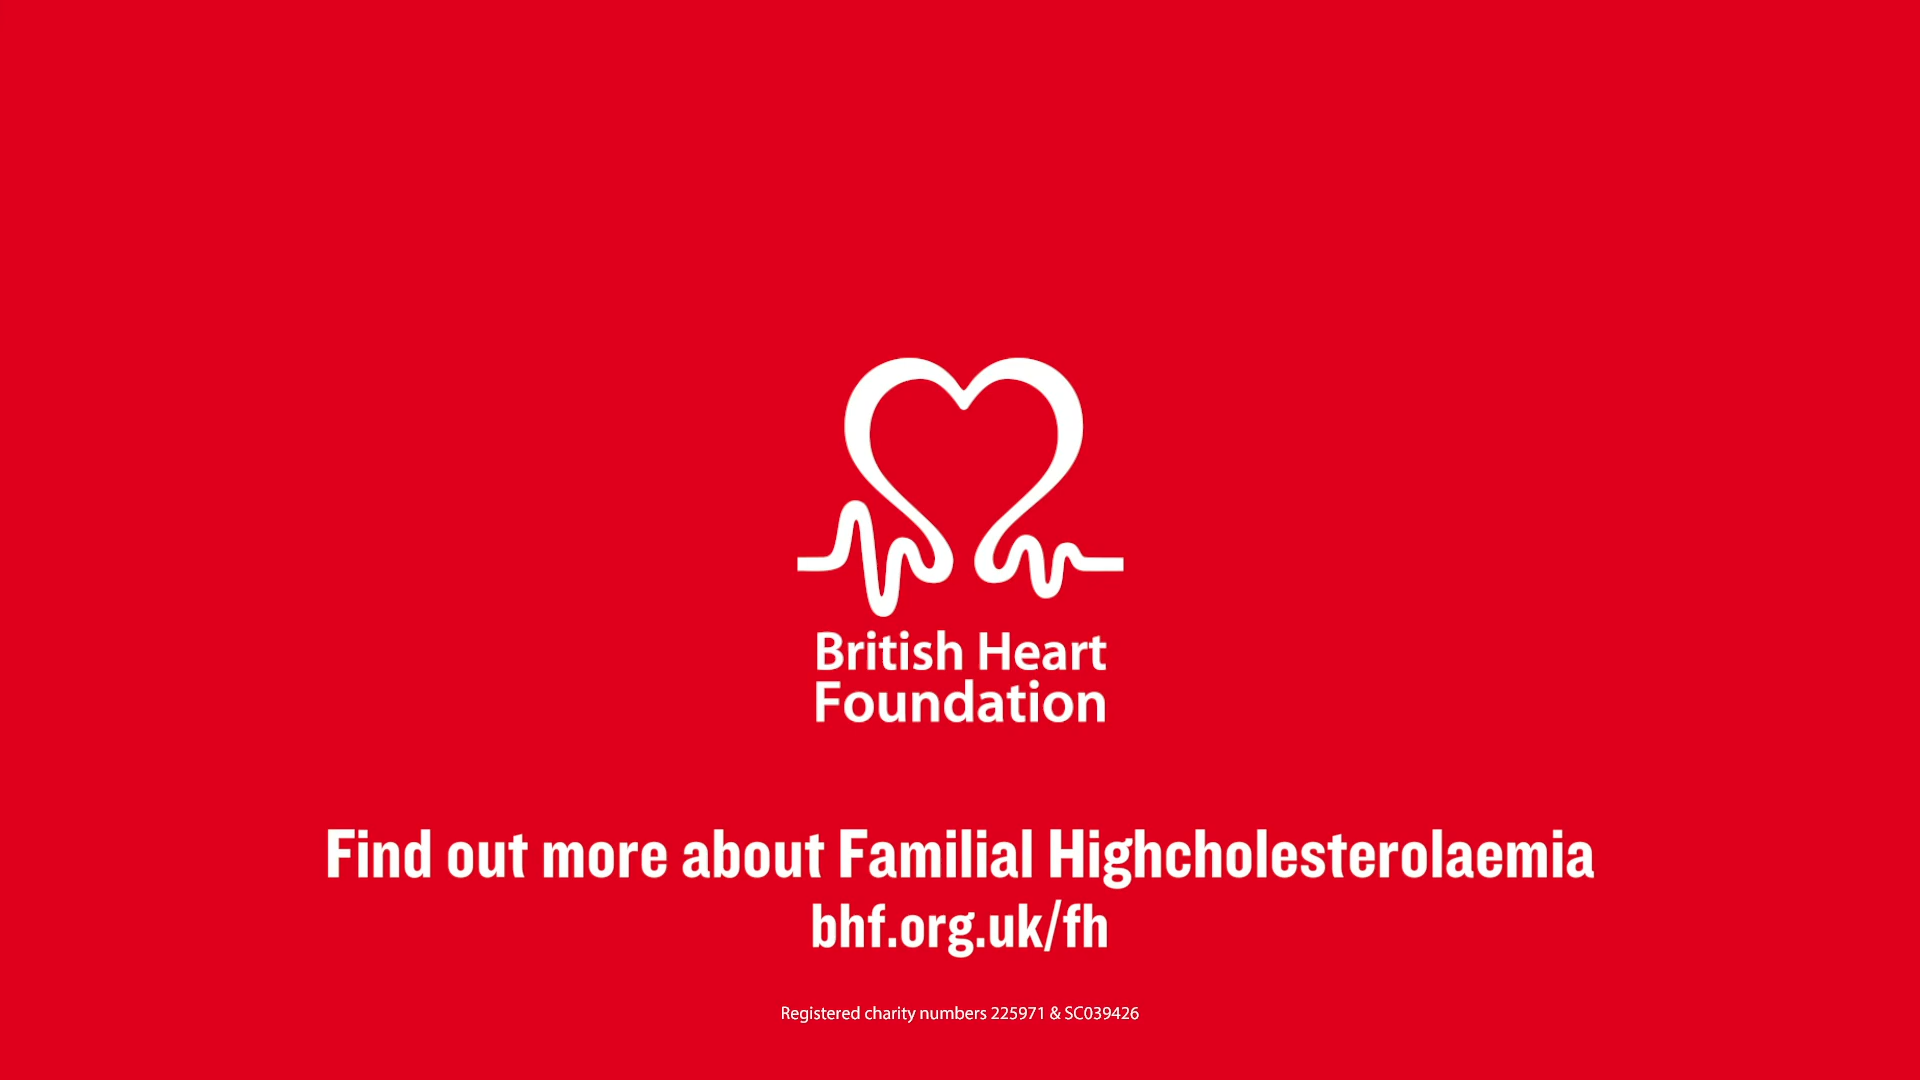 British Heart
Foundation
Find out more about Familial Highcholesterolaemia
bhf.org.uk/fh
Registered charity numbers 225971 & SC039426